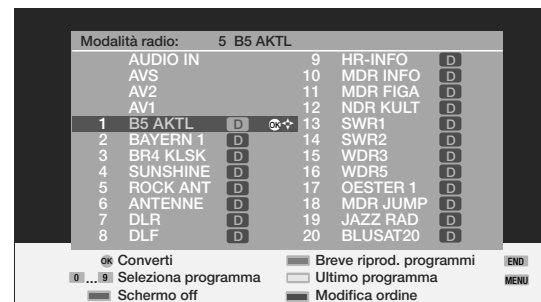 Modalità radio: 5 B5 AKTL
AUDIO IN
AVS
AV2
AV1
1 B5 AKTL D OK
2 BAYERN 1 D
3 BR4 KLSK D
4 SUNSHINE D
5 ROCK ANT D
6 ANTENNE D
7 DLR D
8 DLF D
9 HR-INFO D
10 MDR INFO D
11 MDR FIGA D
12 NDR KULT D
13 SWR1 D
14 SWR2 D
15 WDR3 D
16 WDR5 D
17 OESTER 1 D
18 MDR JUMP D
19 JAZZ RAD D
20 BLUSAT20 D
OK Converti
0 ... 9 Seleziona programma
Schermo off
Breve riprod. programmi
Ultimo programma
Modifica ordine
END
MENU